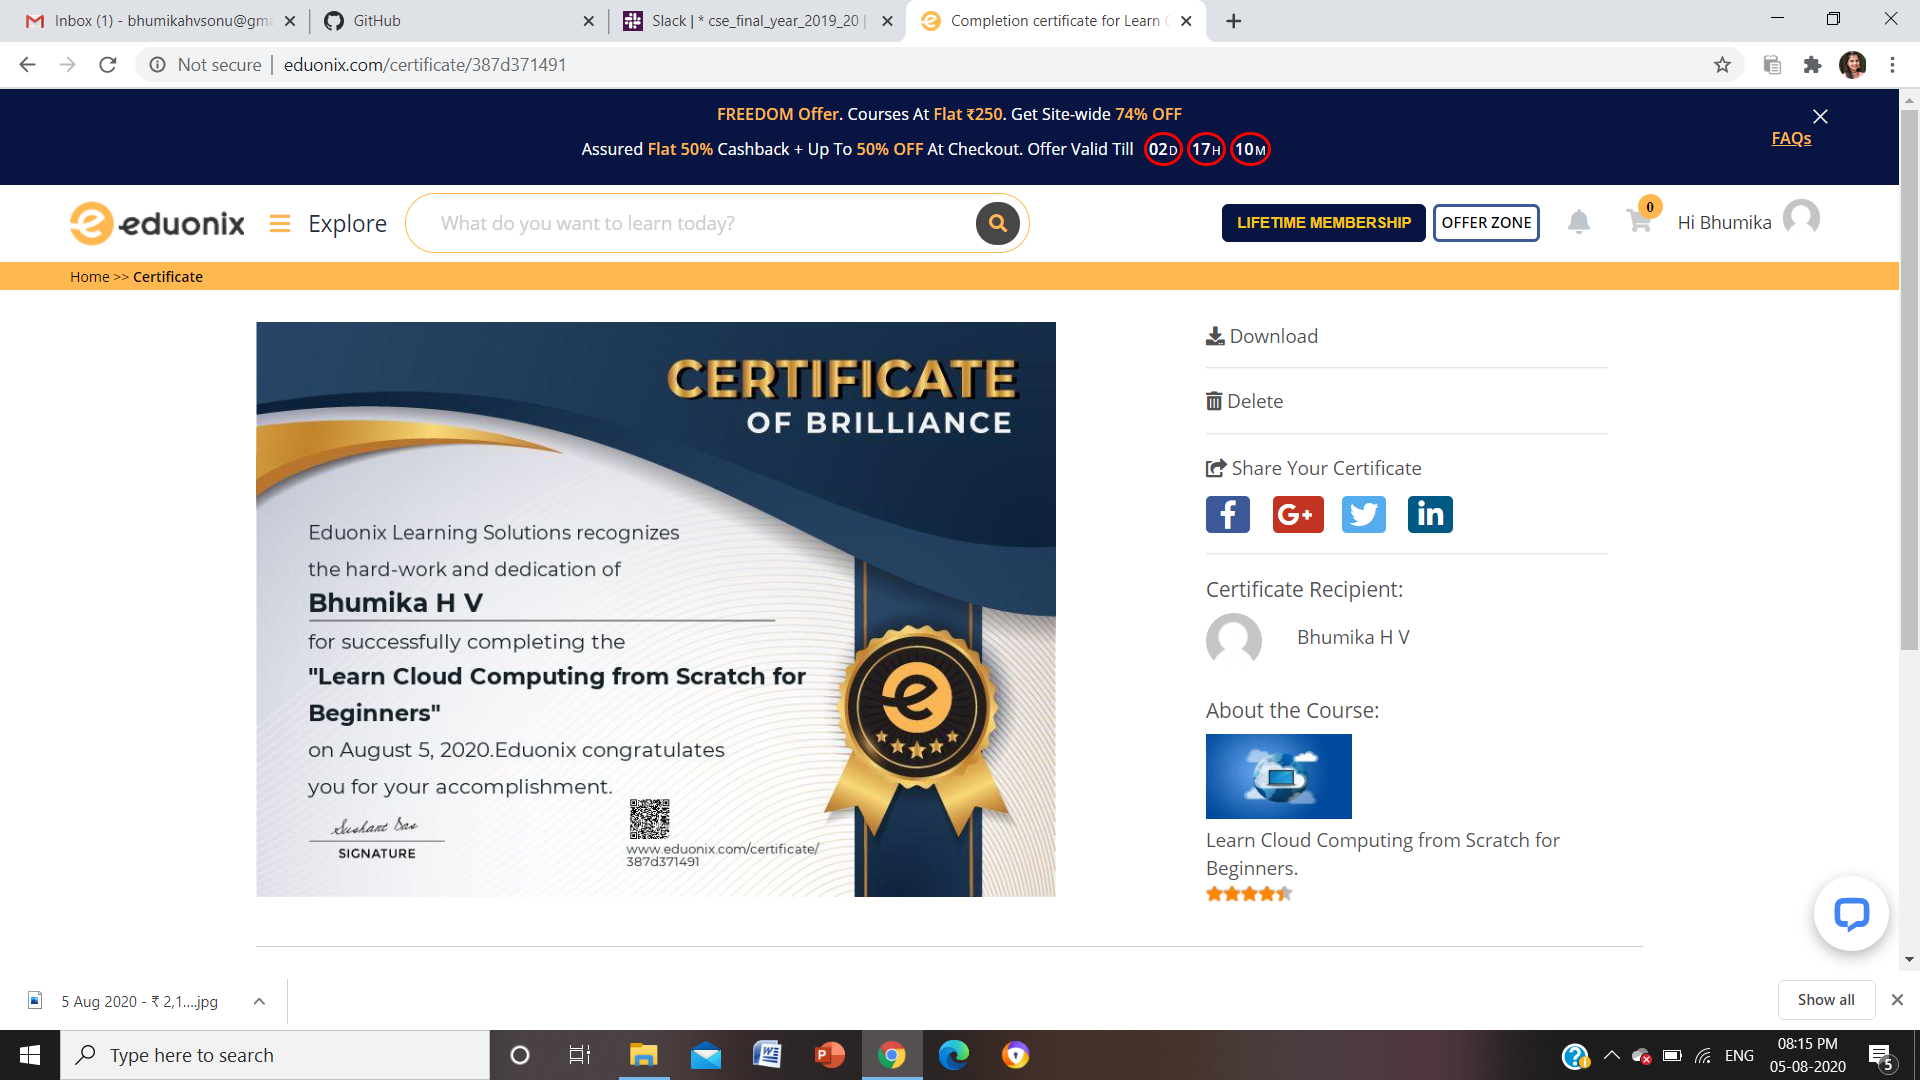 Inbox (1) - bhumikahvsonu@gma
GitHub
Slack | * cse_final_year_2019_20 |
Completion certificate for Learn C
Not secure | eduonix.com/certificate/387d371491
FREEDOM Offer. Courses At Flat ₹250. Get Site-wide 74% OFF
Assured Flat 50% Cashback + Up To 50% OFF At Checkout. Offer Valid Till 02D 17H 10M
FAQs
eduonix
Explore
What do you want to learn today?
LIFETIME MEMBERSHIP
OFFER ZONE
0
Hi Bhumika
Home >> Certificate
CERTIFICATE
OF BRILLIANCE
Eduonix Learning Solutions recognizes
the hard-work and dedication of
Bhumika H V
for successfully completing the
"Learn Cloud Computing from Scratch for
Beginners"
on August 5, 2020.Eduonix congratulates
you for your accomplishment.
Sushant Das
SIGNATURE
www.eduonix.com/certificate/
387d371491
Download
Delete
Share Your Certificate
f
G+
in
Certificate Recipient:
Bhumika H V
About the Course:
Learn Cloud Computing from Scratch for
Beginners.
5 Aug 2020 - ₹ 2,1....jpg
Show all
Type here to search
ENG
08:15 PM
05-08-2020
5